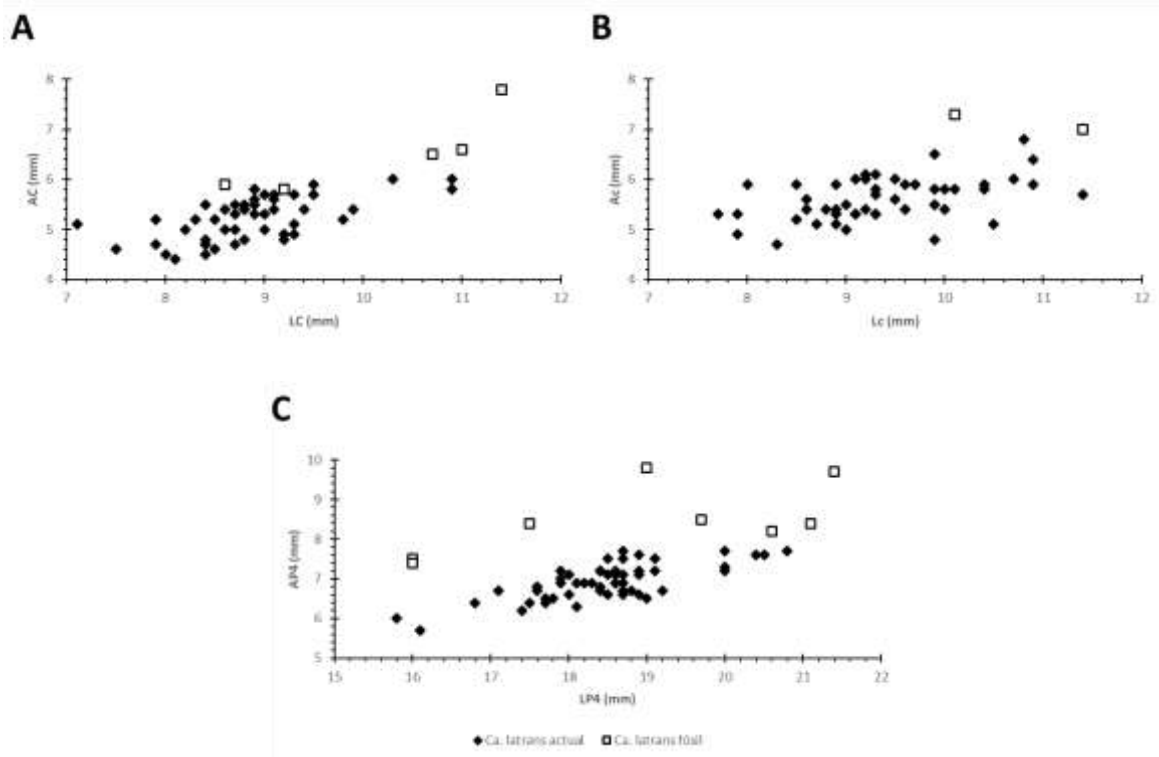 A
8
7
6
5
4
AC (mm)
7 8 9 10 11 12
LC (mm)
B
8
7
6
5
4
Ac (mm)
7 8 9 10 11 12
Lc (mm)
C
10
9
8
7
6
5
AP4 (mm)
15 16 17 18 19 20 21 22
LP4 (mm)
Ca. latrans actual Ca. latrans fósil